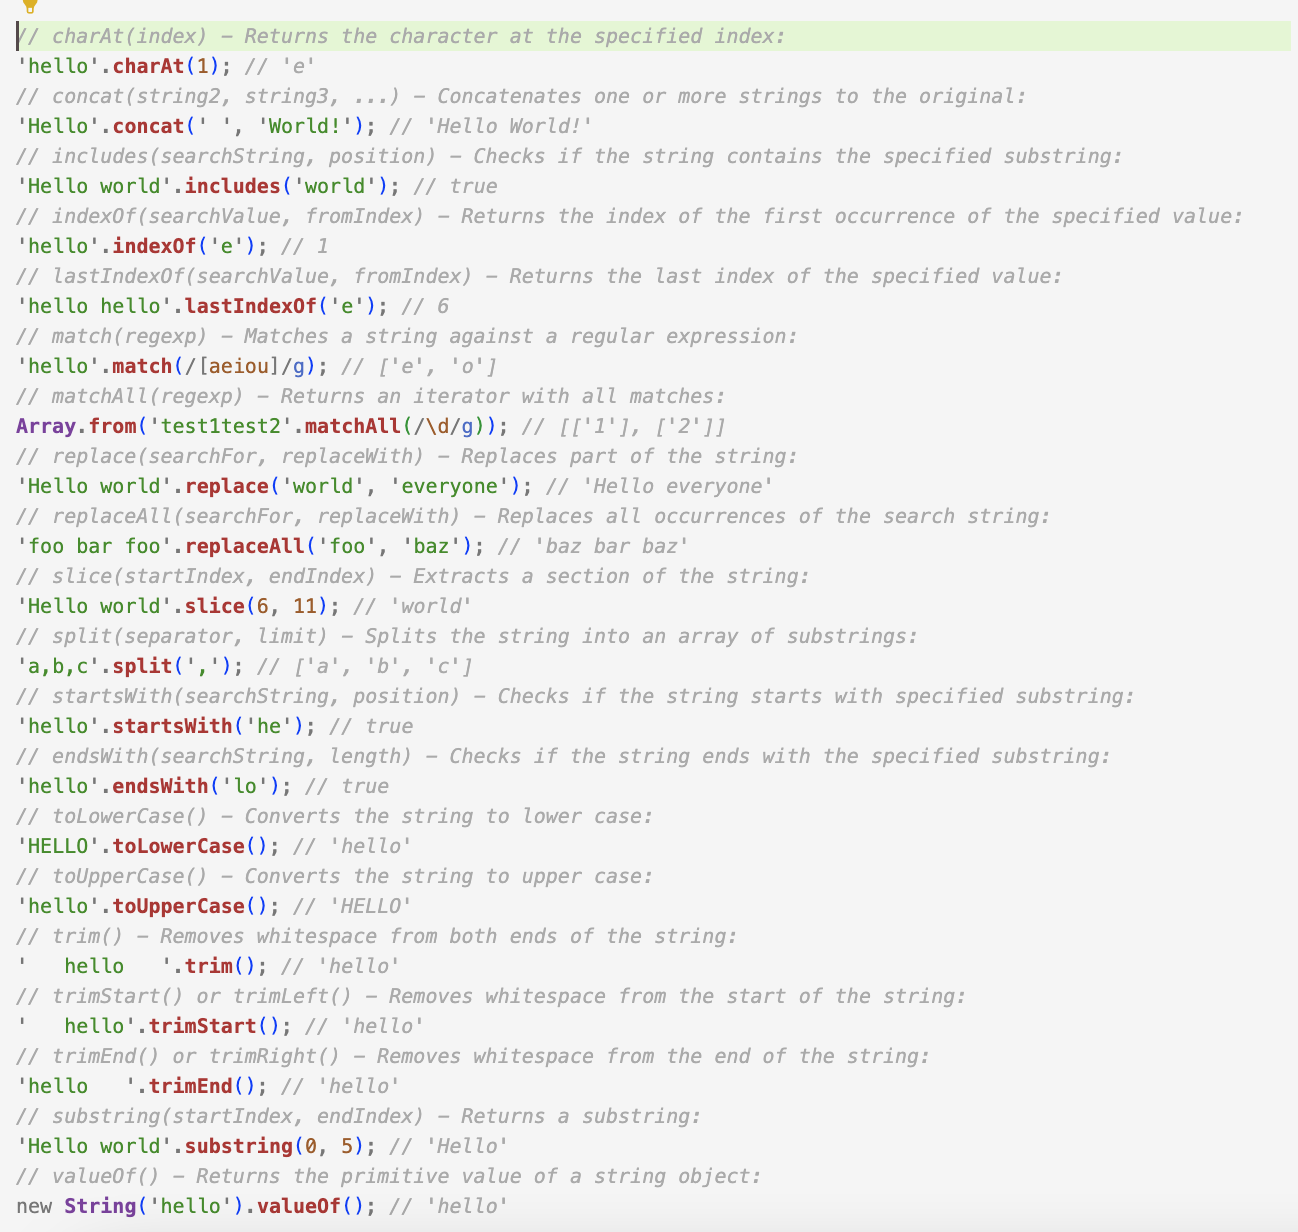 // charAt(index) – Returns the character at the specified index:
'hello'.charAt(1); // 'e'
// concat(string2, string3, ...) – Concatenates one or more strings to the original:
'Hello'.concat(' ', 'World!'); // 'Hello World!'
// includes(searchString, position) – Checks if the string contains the specified substring:
'Hello world'.includes('world'); // true
// indexOf(searchValue, fromIndex) – Returns the index of the first occurrence of the specified value:
'hello'.indexOf('e'); // 1
// lastIndexOf(searchValue, fromIndex) – Returns the last index of the specified value:
'hello hello'.lastIndexOf('e'); // 6
// match(regexp) – Matches a string against a regular expression:
'hello'.match(/[aeiou]/g); // ['e', 'o']
// matchAll(regexp) – Returns an iterator with all matches:
Array.from('test1test2'.matchAll(/\d/g)); // [['1'], ['2']]
// replace(searchFor, replaceWith) – Replaces part of the string:
'Hello world'.replace('world', 'everyone'); // 'Hello everyone'
// replaceAll(searchFor, replaceWith) – Replaces all occurrences of the search string:
'foo bar foo'.replaceAll('foo', 'baz'); // 'baz bar baz'
// slice(startIndex, endIndex) – Extracts a section of the string:
'Hello world'.slice(6, 11); // 'world'
// split(separator, limit) – Splits the string into an array of substrings:
'a,b,c'.split(','); // ['a', 'b', 'c']
// startsWith(searchString, position) – Checks if the string starts with specified substring:
'hello'.startsWith('he'); // true
// endsWith(searchString, length) – Checks if the string ends with the specified substring:
'hello'.endsWith('lo'); // true
// toLowerCase() – Converts the string to lower case:
'HELLO'.toLowerCase(); // 'hello'
// toUpperCase() – Converts the string to upper case:
'hello'.toUpperCase(); // 'HELLO'
// trim() – Removes whitespace from both ends of the string:
'   hello   '.trim(); // 'hello'
// trimStart() or trimLeft() – Removes whitespace from the start of the string:
'   hello'.trimStart(); // 'hello'
// trimEnd() or trimRight() – Removes whitespace from the end of the string:
'hello   '.trimEnd(); // 'hello'
// substring(startIndex, endIndex) – Returns a substring:
'Hello world'.substring(0, 5); // 'Hello'
// valueOf() – Returns the primitive value of a string object:
new String('hello').valueOf(); // 'hello'